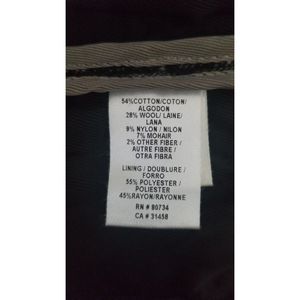 54%COTTON/COTON/
ALGODON
28% WOOL/ LAINE/
LANA
9% NYLON / NILON
7% MOHAIR
2% OTHER FIBER /
AUTRE FIBRE /
OTRA FIBRA
LINING / DOUBLURE /
FORRO
55% POLYESTER /
POLIESTER
45%RAYON/RAYONNE
RN # 80734
CA # 31458